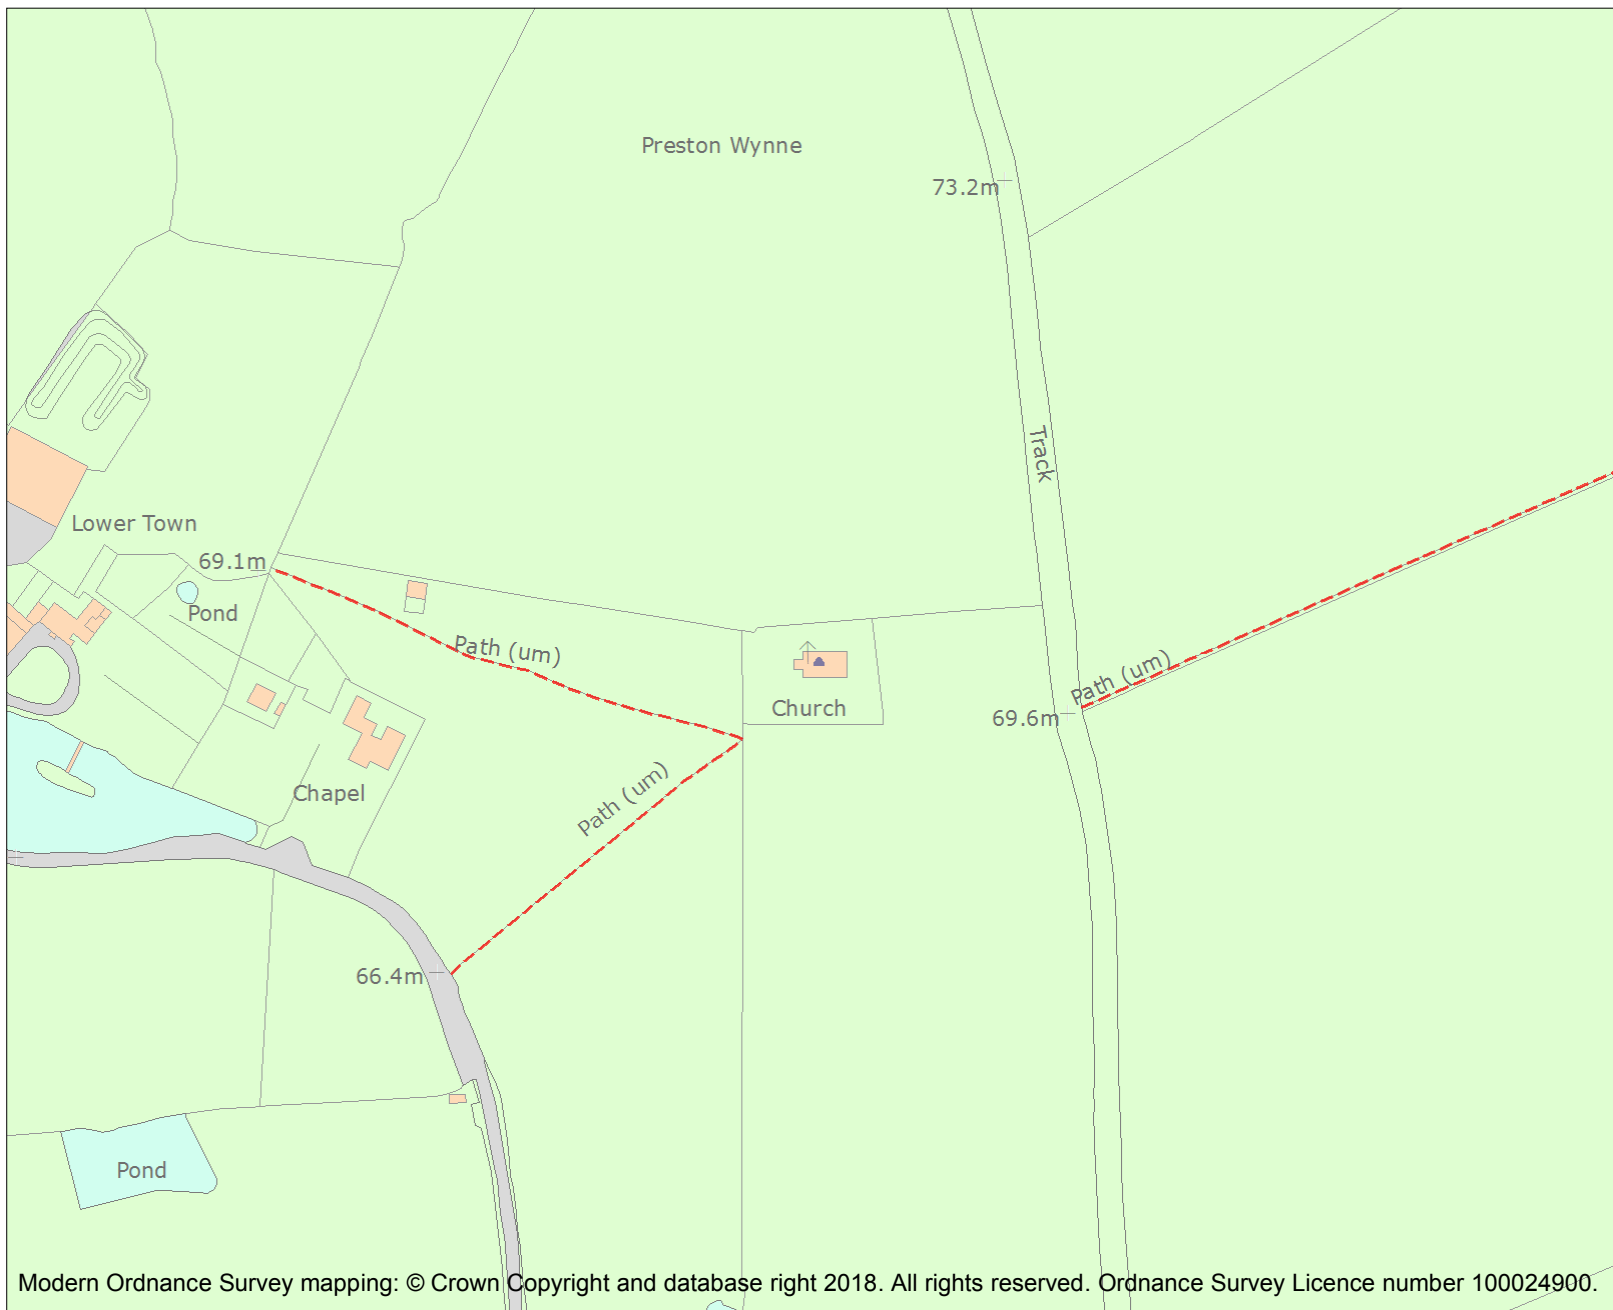 Preston Wynne
73.2m
Track
Lower Town
69.1m
Pond
Path (um)
Path (um)
Church
69.6m
Chapel
Path (um)
66.4m
Pond
Modern Ordnance Survey mapping: © Crown Copyright and database right 2018. All rights reserved. Ordnance Survey Licence number 100024900.